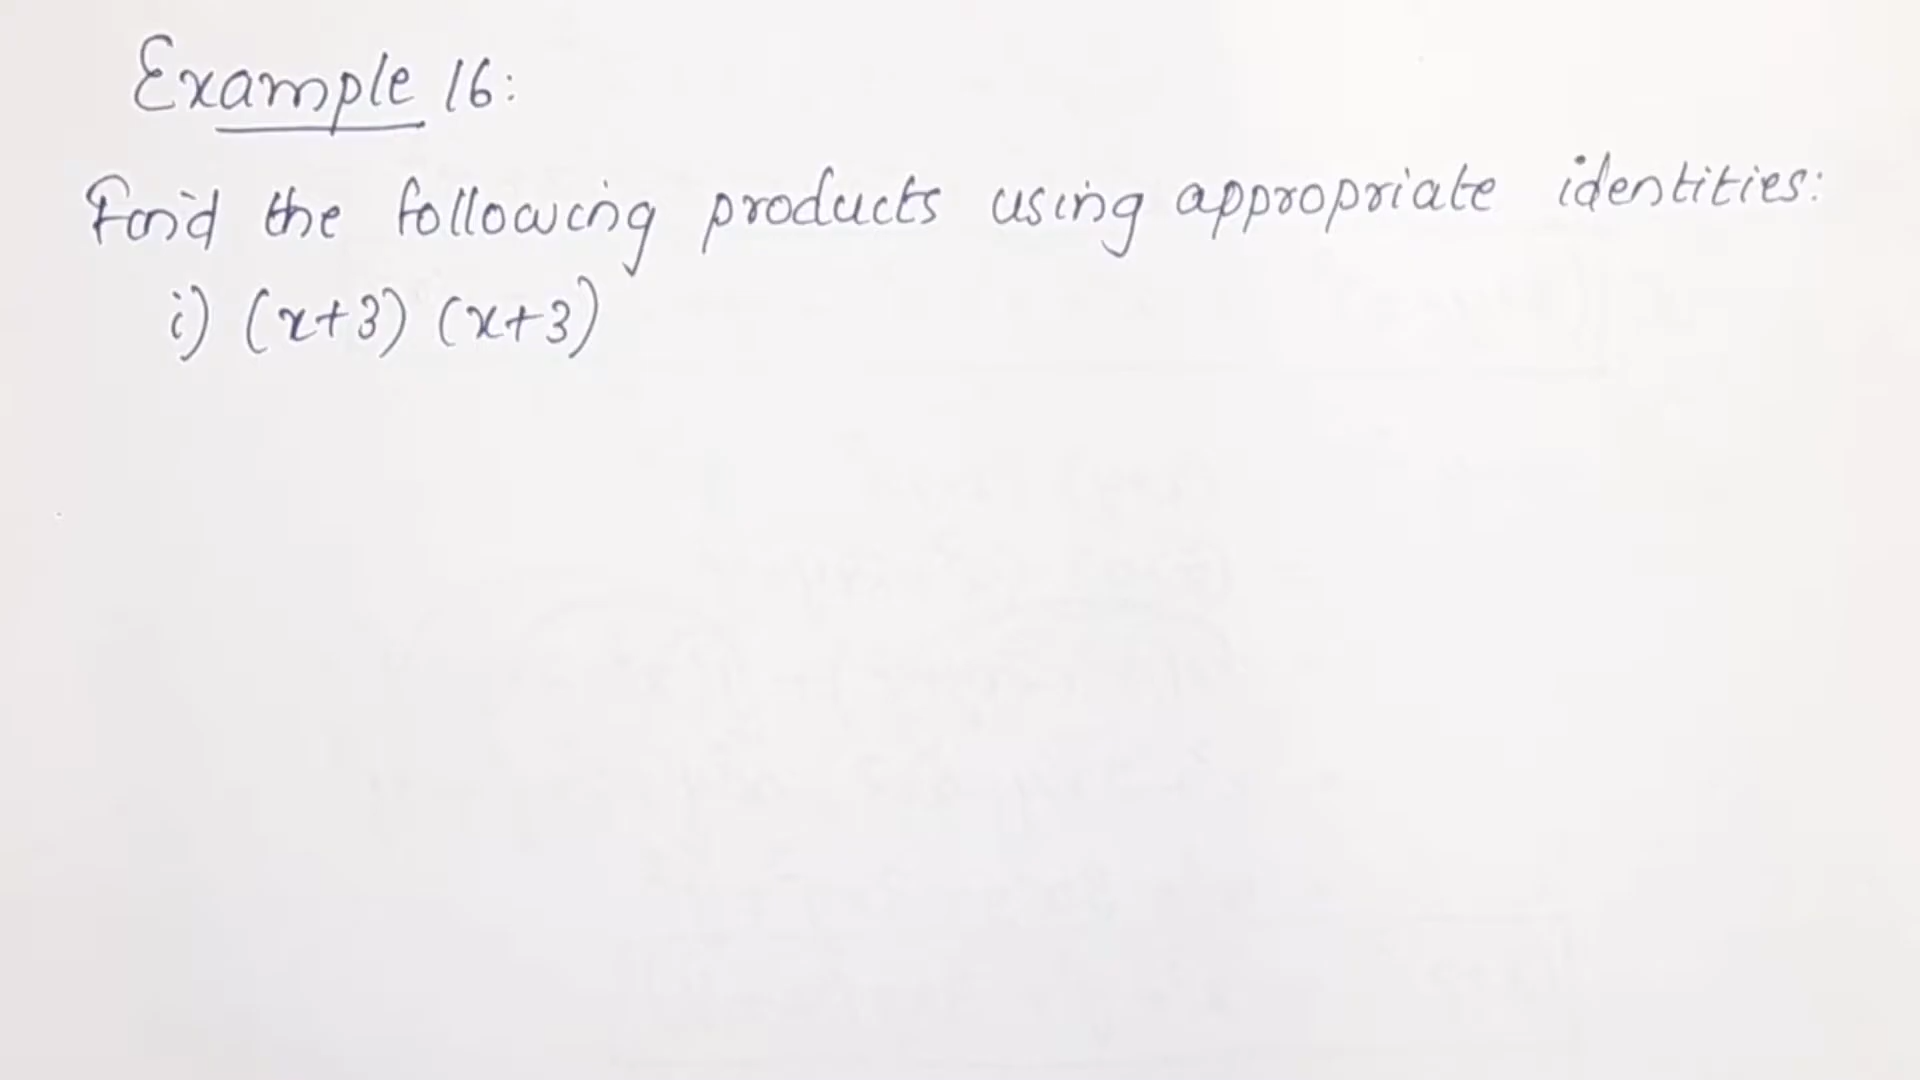 Example 16:
Find the following products using appropriate identities:
i) (x+3) (x+3)